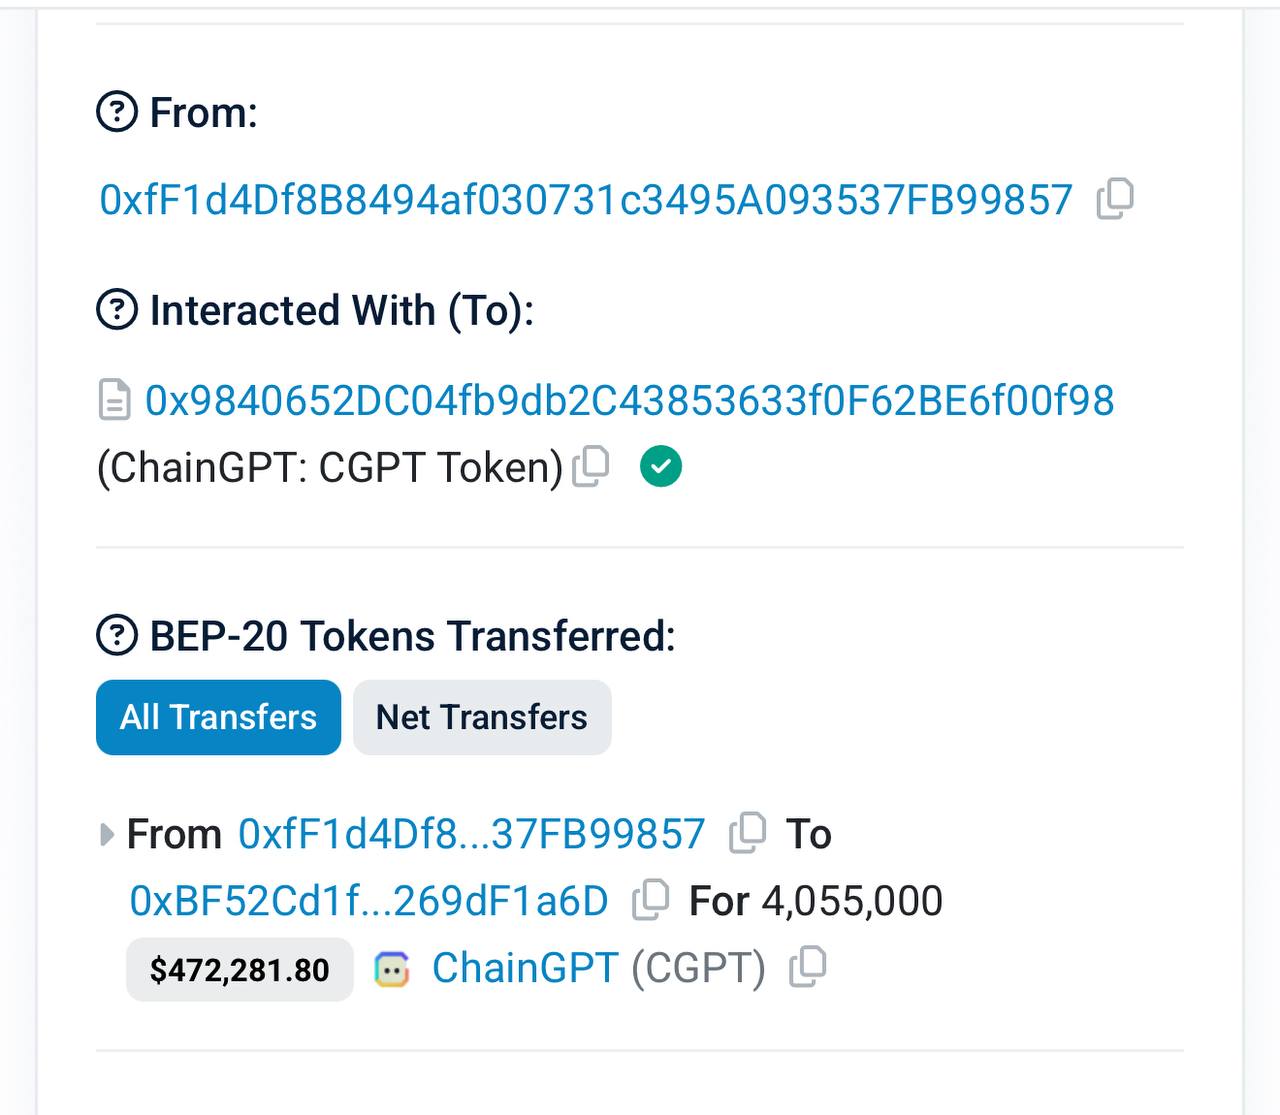 From:
0xfF1d4Df8B8494af030731c3495A093537FB99857
Interacted With (To):
0x9840652DC04fb9db2C43853633f0F62BE6f00f98
(ChainGPT: CGPT Token)
BEP-20 Tokens Transferred:
All Transfers Net Transfers
From 0xfF1d4Df8...37FB99857 To
0xBF52Cd1f...269dF1a6D For 4,055,000
$472,281.80 ChainGPT (CGPT)